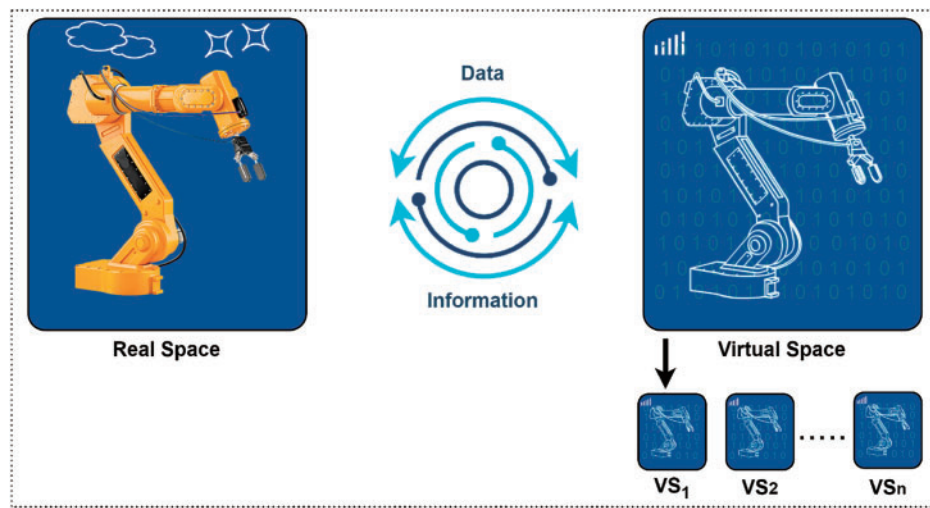 Data
Information
Real Space
Virtual Space
VS1
VS2
.....
VSn